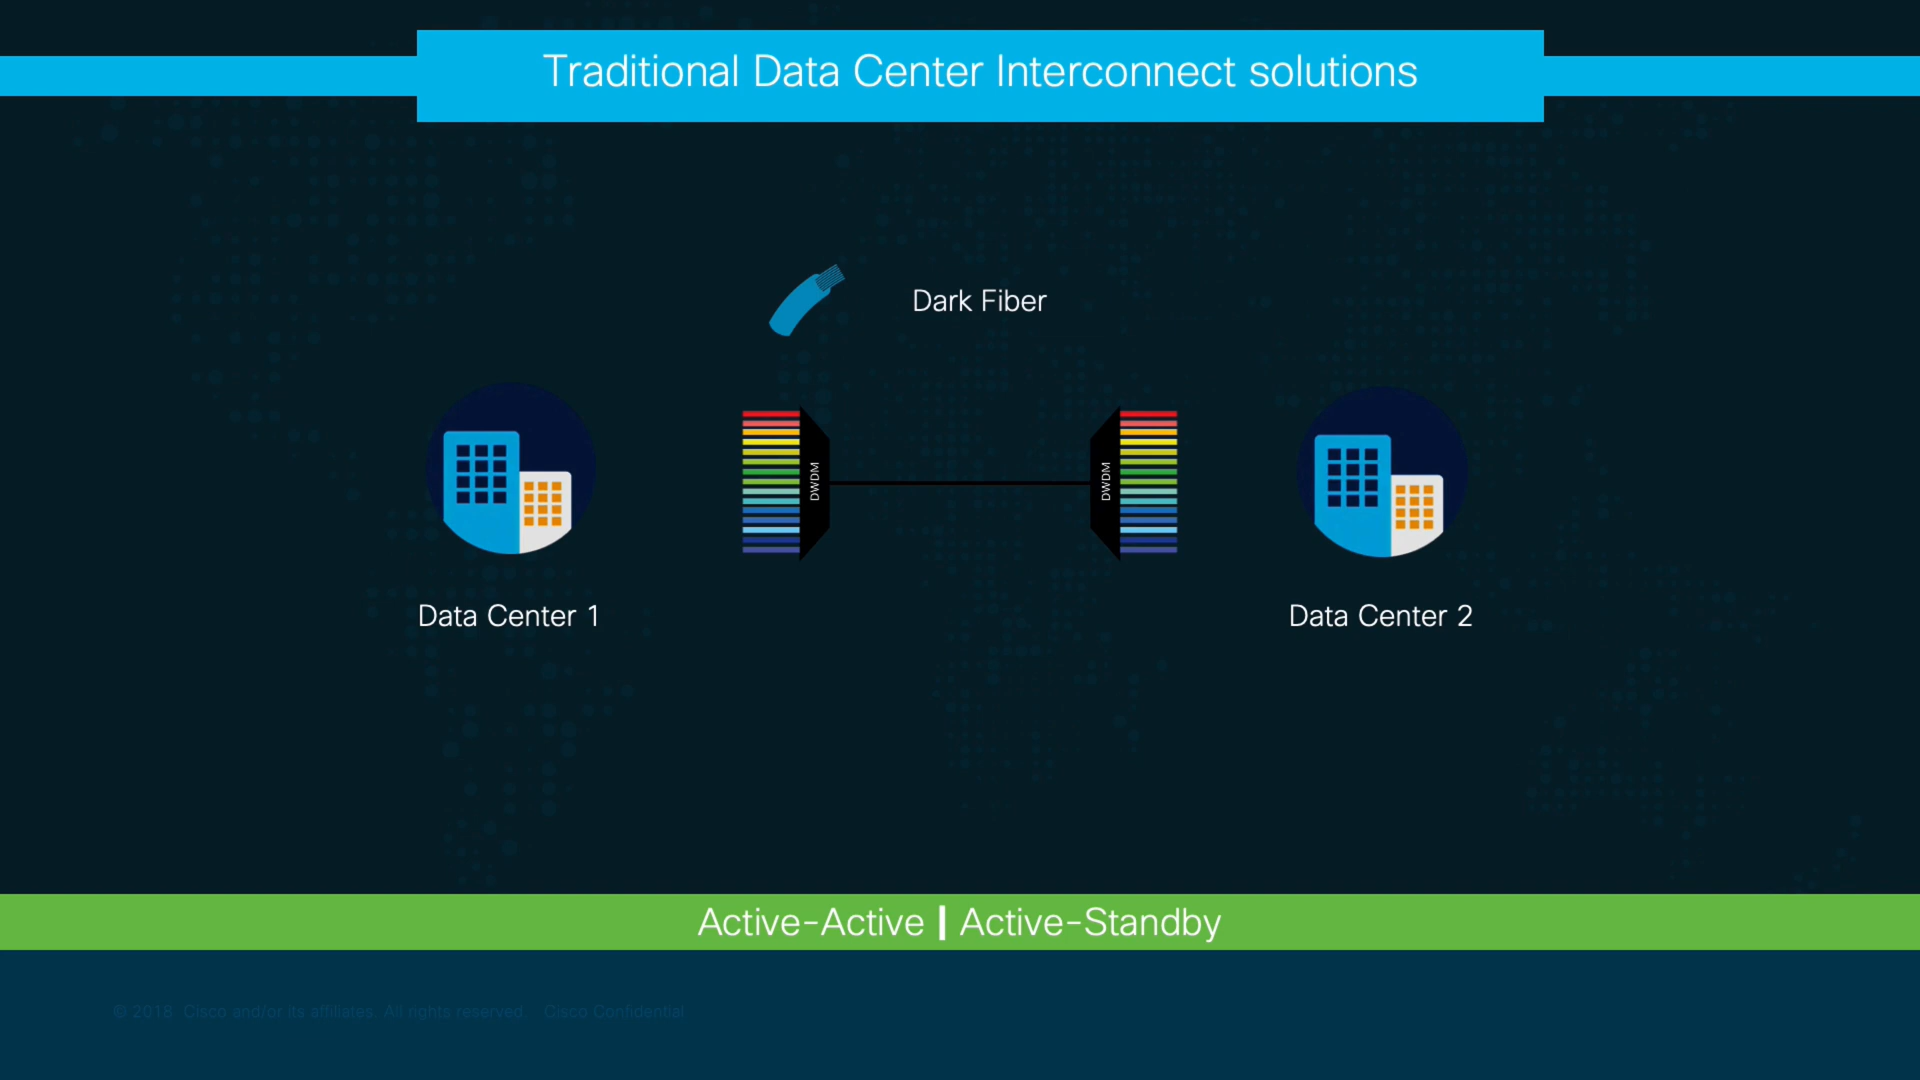 Traditional Data Center Interconnect solutions
Dark Fiber
DWDM
DWDM
Data Center 1
Data Center 2
Active-Active | Active-Standby
© 2018 Cisco and/or its affiliates. All rights reserved. Cisco Confidential